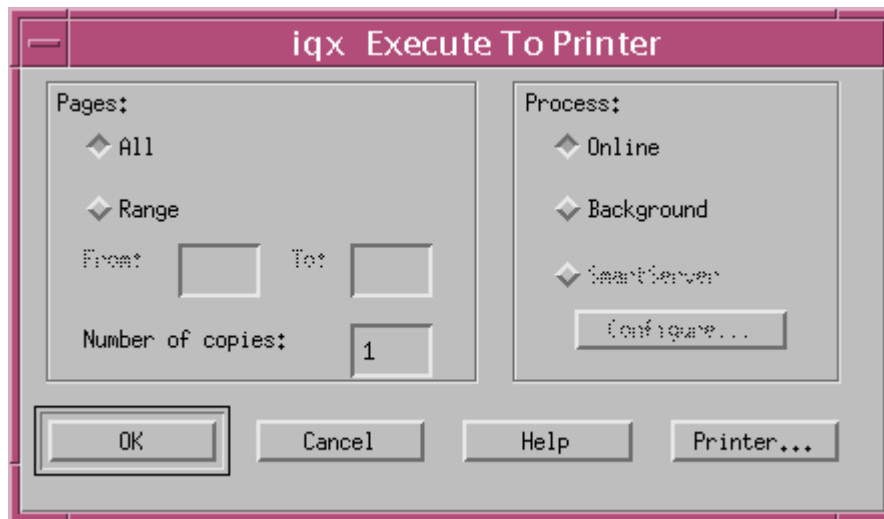 iqx Execute To Printer
Pages:
All
Range
From: To:
Number of copies: 1
Process:
Online
Background
SmartServer
Configure...
OK Cancel Help Printer...